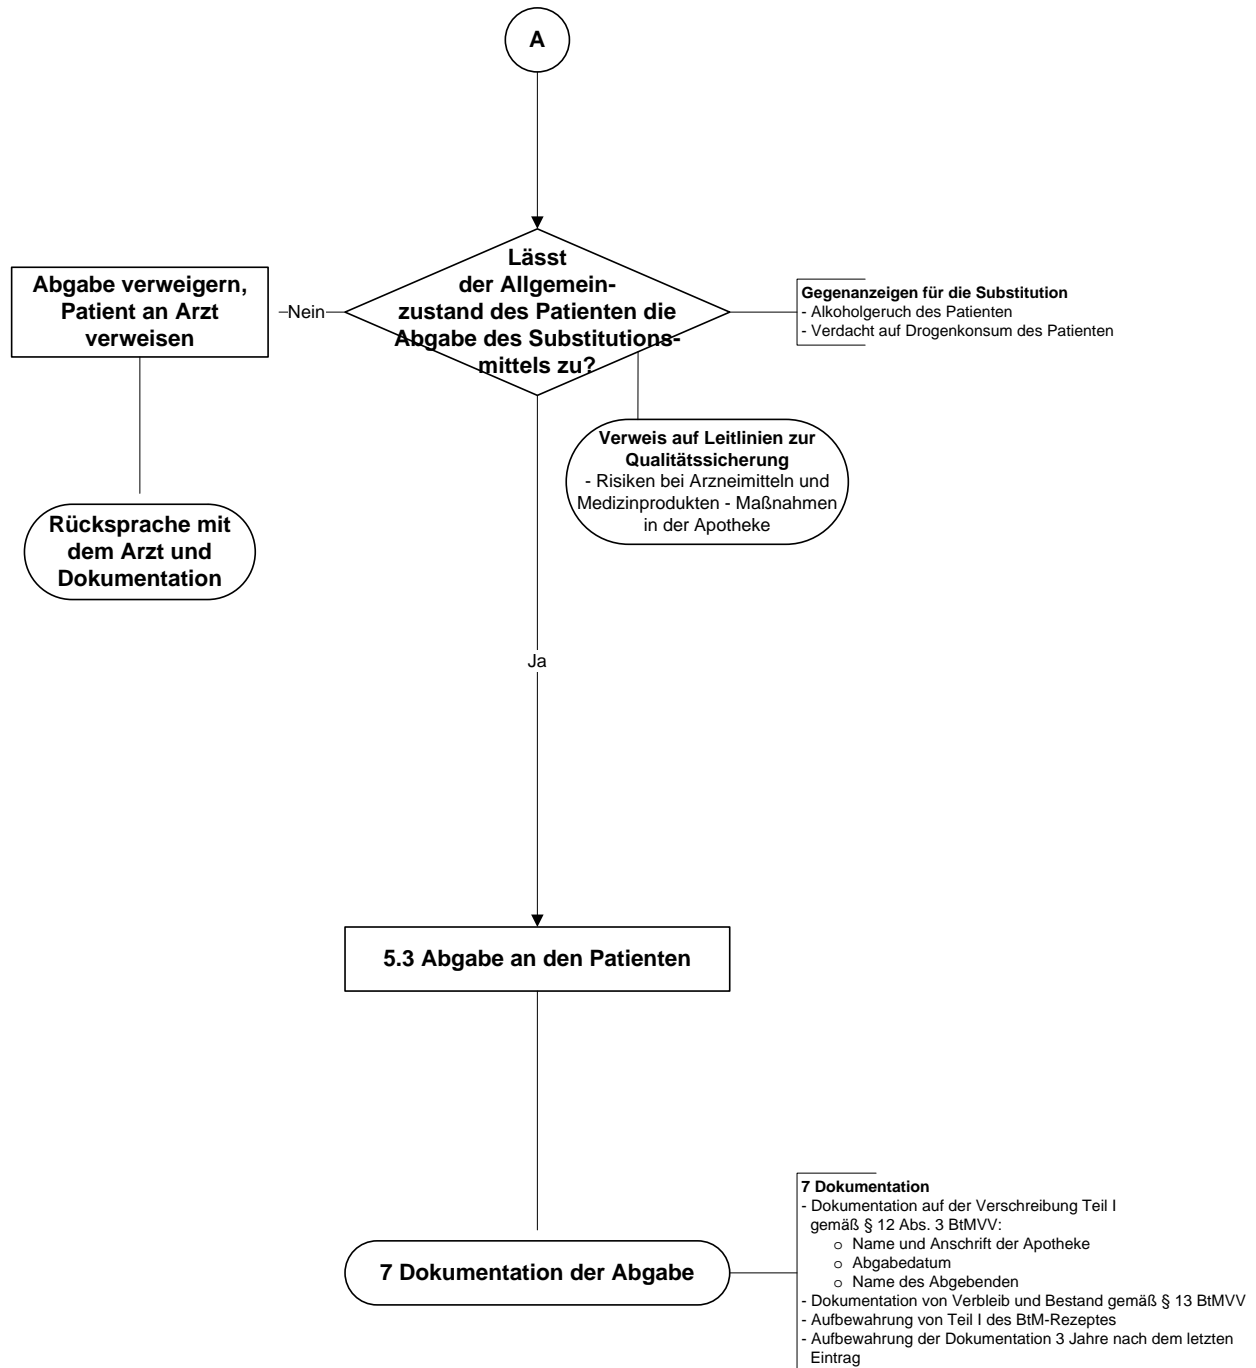 A
Lässt
der Allgemein-
zustand des Patienten die
Abgabe des Substitutions-
mittels zu?
Nein
Abgabe verweigern,
Patient an Arzt
verweisen
Gegenanzeigen für die Substitution
- Alkoholgeruch des Patienten
- Verdacht auf Drogenkonsum des Patienten
Verweis auf Leitlinien zur
Qualitätssicherung
- Risiken bei Arzneimitteln und
Medizinprodukten - Maßnahmen
in der Apotheke
Rücksprache mit
dem Arzt und
Dokumentation
Ja
5.3 Abgabe an den Patienten
7 Dokumentation der Abgabe
7 Dokumentation
- Dokumentation auf der Verschreibung Teil I
gemäß § 12 Abs. 3 BtMVV:
o Name und Anschrift der Apotheke
o Abgabedatum
o Name des Abgebenden
- Dokumentation von Verbleib und Bestand gemäß § 13 BtMVV
- Aufbewahrung von Teil I des BtM-Rezeptes
- Aufbewahrung der Dokumentation 3 Jahre nach dem letzten
Eintrag